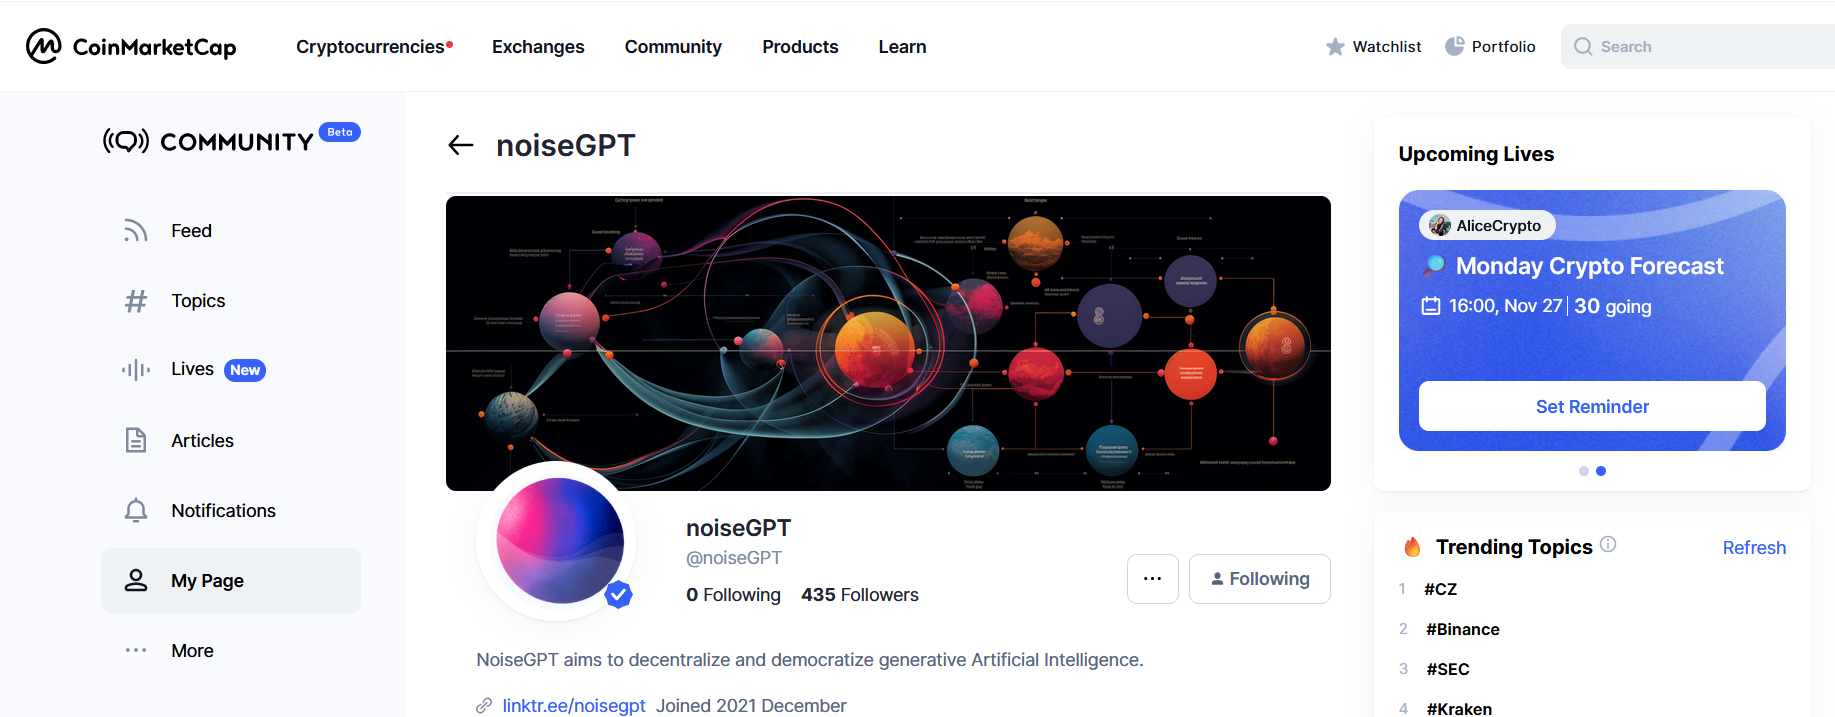 CoinMarketCap
Cryptocurrencies Exchanges Community Products Learn
Watchlist Portfolio Search
COMMUNITY Beta
Feed
Topics
Lives New
Articles
Notifications
My Page
More
noiseGPT
noiseGPT
@noiseGPT
0 Following 435 Followers
... Following
NoiseGPT aims to decentralize and democratize generative Artificial Intelligence.
linktr.ee/noisegpt Joined 2021 December
Upcoming Lives
AliceCrypto
Monday Crypto Forecast
16:00, Nov 27 | 30 going
Set Reminder
Trending Topics Refresh
1 #CZ
2 #Binance
3 #SEC
4 #Kraken